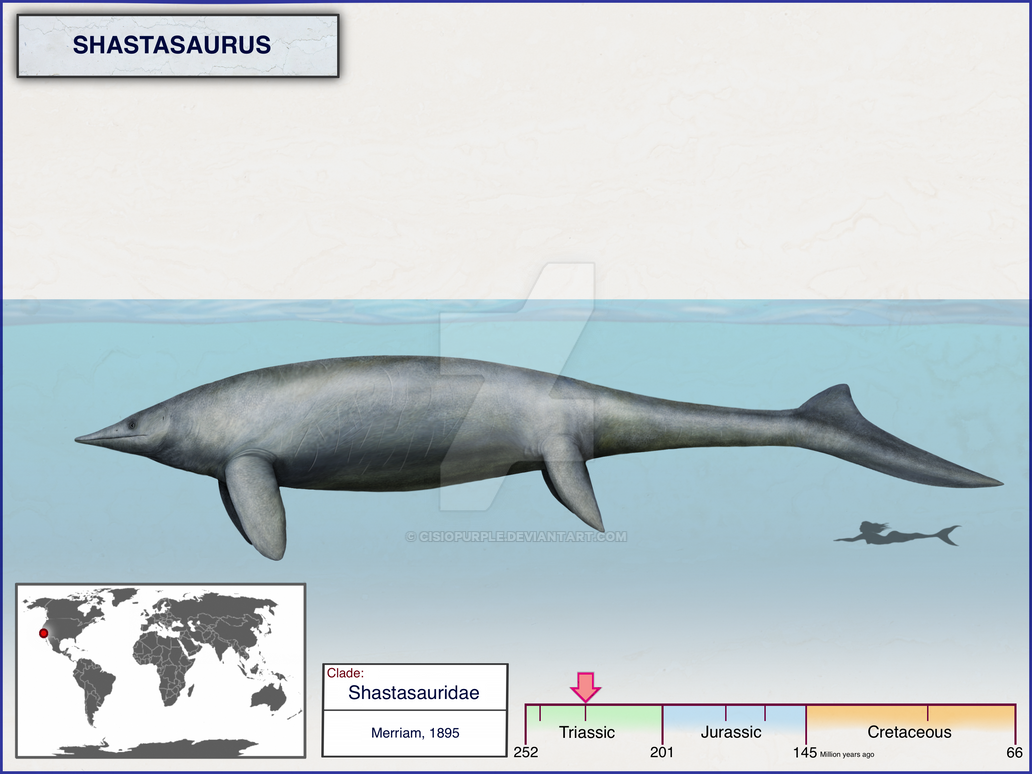 SHASTASAURUS
© CISIOPURPLE.DEVIANTART.COM
Clade:
Shastasauridae
Merriam, 1895
Triassic
Jurassic
Cretaceous
252
201
145 Million years ago
66